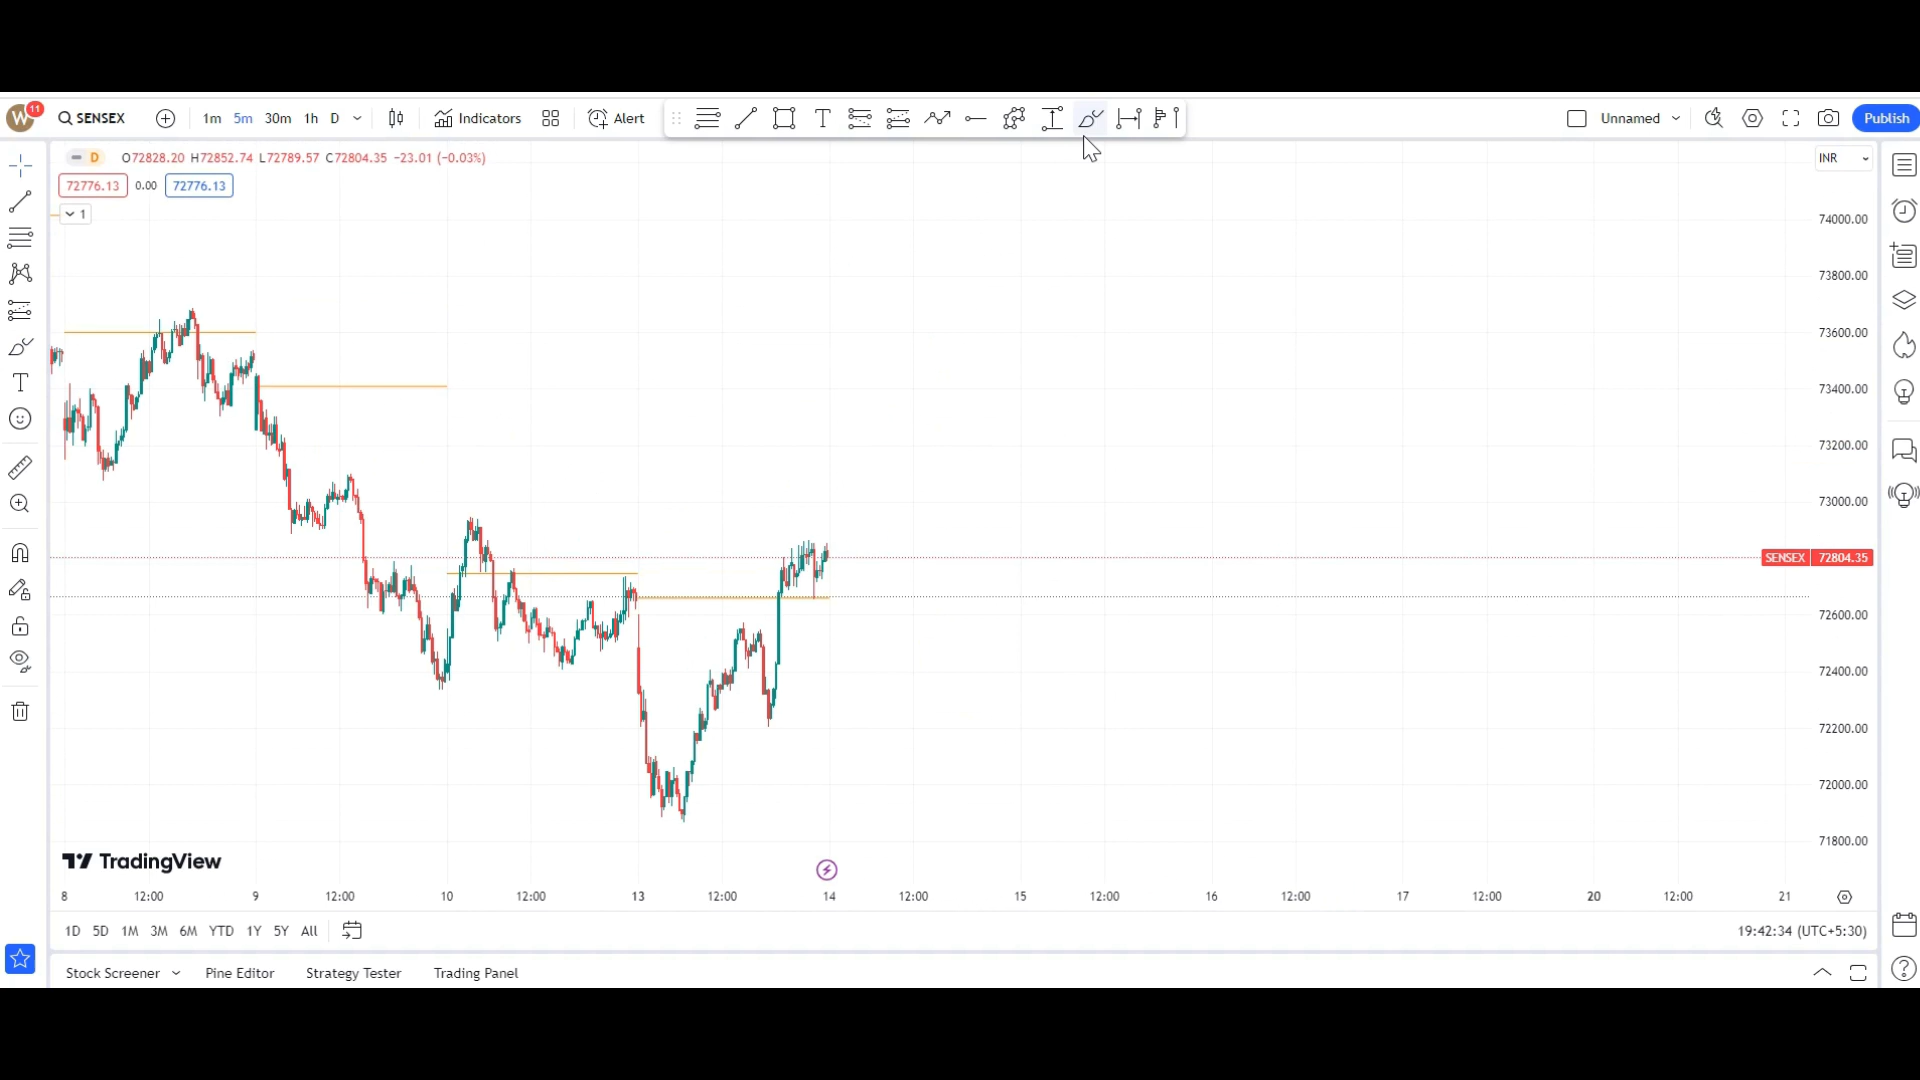 W 11 SENSEX 1m 5m 30m 1h D Indicators Alert T Unnamed Publish
D O72828.20 H72852.74 L72789.57 C72804.35 −23.01 (−0.03%) INR
72776.13 0.00 72776.13
1
74000.00
73800.00
73600.00
73400.00
73200.00
73000.00
SENSEX 72804.35
72600.00
72400.00
72200.00
72000.00
71800.00
TradingView
8 12:00 9 12:00 10 12:00 13 12:00 14 12:00 15 12:00 16 12:00 17 12:00 20 12:00 21
1D 5D 1M 3M 6M YTD 1Y 5Y All 19:42:34 (UTC+5:30)
Stock Screener Pine Editor Strategy Tester Trading Panel